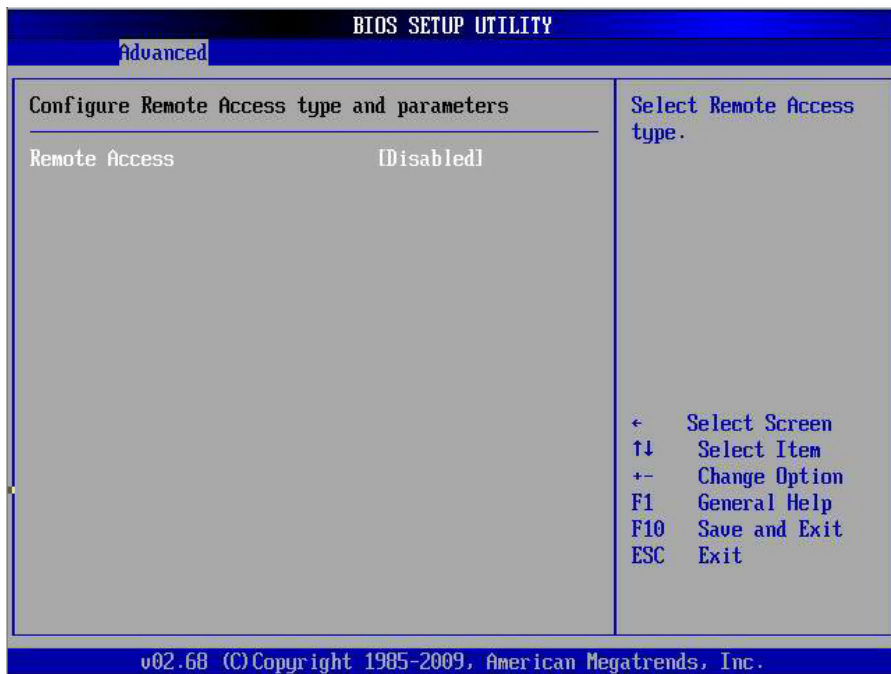 BIOS SETUP UTILITY
Advanced
Configure Remote Access type and parameters
Remote Access [Disabled]
Select Remote Access
type.
← Select Screen
↑↓ Select Item
+- Change Option
F1 General Help
F10 Save and Exit
ESC Exit
v02.68 (C)Copyright 1985-2009, American Megatrends, Inc.